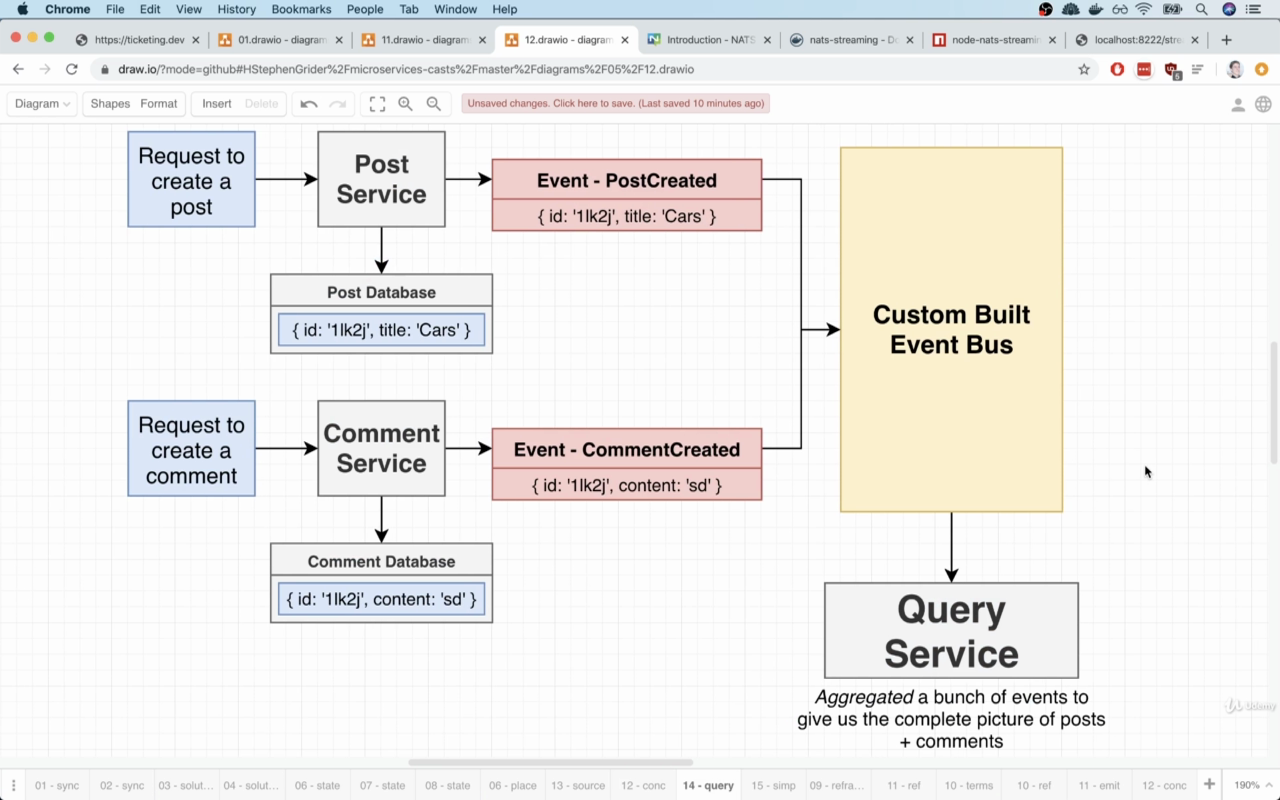 Chrome File Edit View History Bookmarks People Tab Window Help
https://ticketing.dev
01.drawio - diagram
11.drawio - diagram
12.drawio - diagram
Introduction - NATS
nats-streaming - Do
node-nats-streamin
localhost:8222/stre
draw.io/?mode=github#HStephenGrider%2Fmicroservices-casts%2Fmaster%2Fdiagrams%2F05%2F12.drawio
Diagram Shapes Format Insert Delete
Unsaved changes. Click here to save. (Last saved 10 minutes ago)
Request to
create a
post
Post
Service
Event - PostCreated
{ id: '1lk2j', title: 'Cars' }
Post Database
{ id: '1lk2j', title: 'Cars' }
Custom Built
Event Bus
Request to
create a
comment
Comment
Service
Event - CommentCreated
{ id: '1lk2j', content: 'sd' }
Comment Database
{ id: '1lk2j', content: 'sd' }
Query
Service
Aggregated a bunch of events to
give us the complete picture of posts
+ comments
Udemy
01 - sync
02 - sync
03 - solut...
04 - solut...
06 - state
07 - state
08 - state
06 - place
13 - source
12 - conc
14 - query
15 - simp
09 - refra...
11 - ref
10 - terms
10 - ref
11 - emit
12 - conc
190%